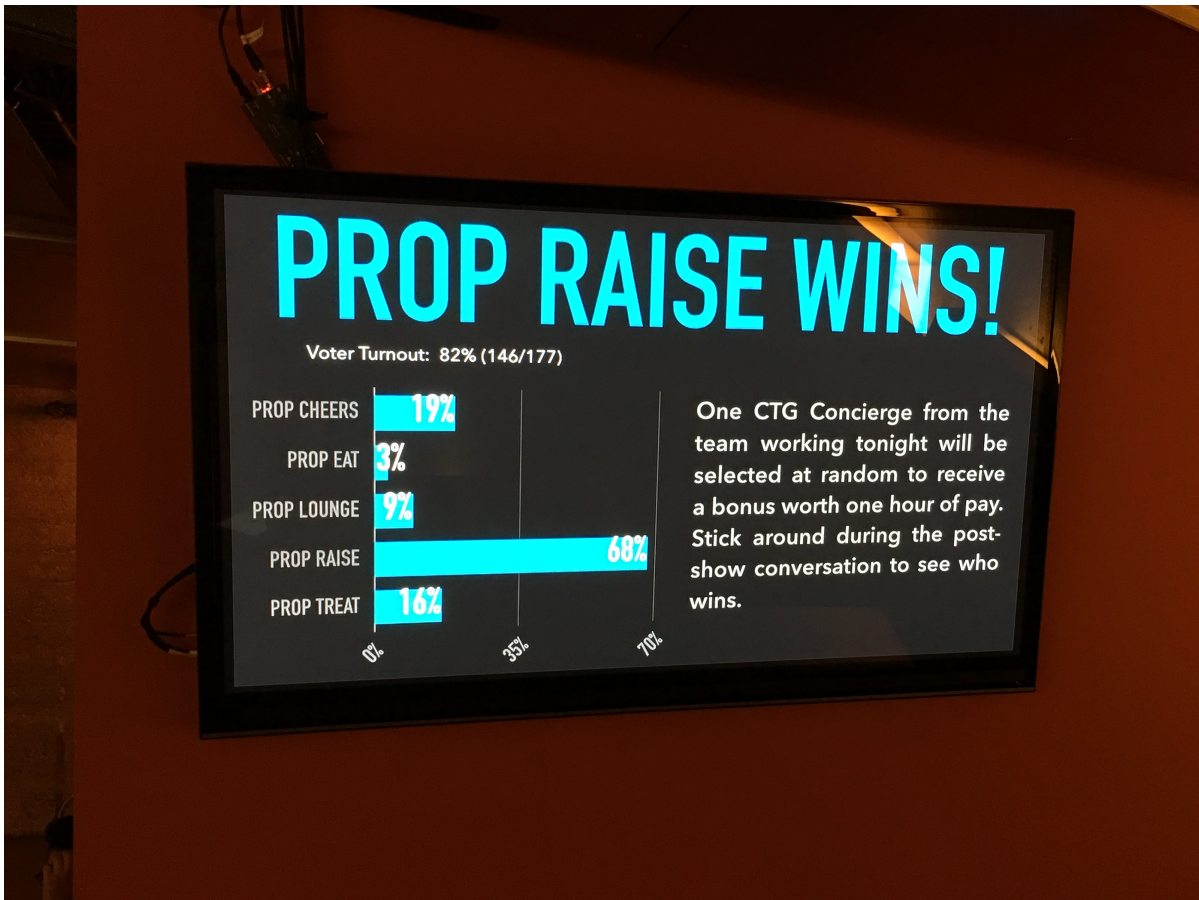 PROP RAISE WINS!
Voter Turnout: 82% (146/177)
PROP CHEERS 19%
PROP EAT 3%
PROP LOUNGE 9%
PROP RAISE 68%
PROP TREAT 16%
0% 35% 70%
One CTG Concierge from the
team working tonight will be
selected at random to receive
a bonus worth one hour of pay.
Stick around during the post-
show conversation to see who
wins.